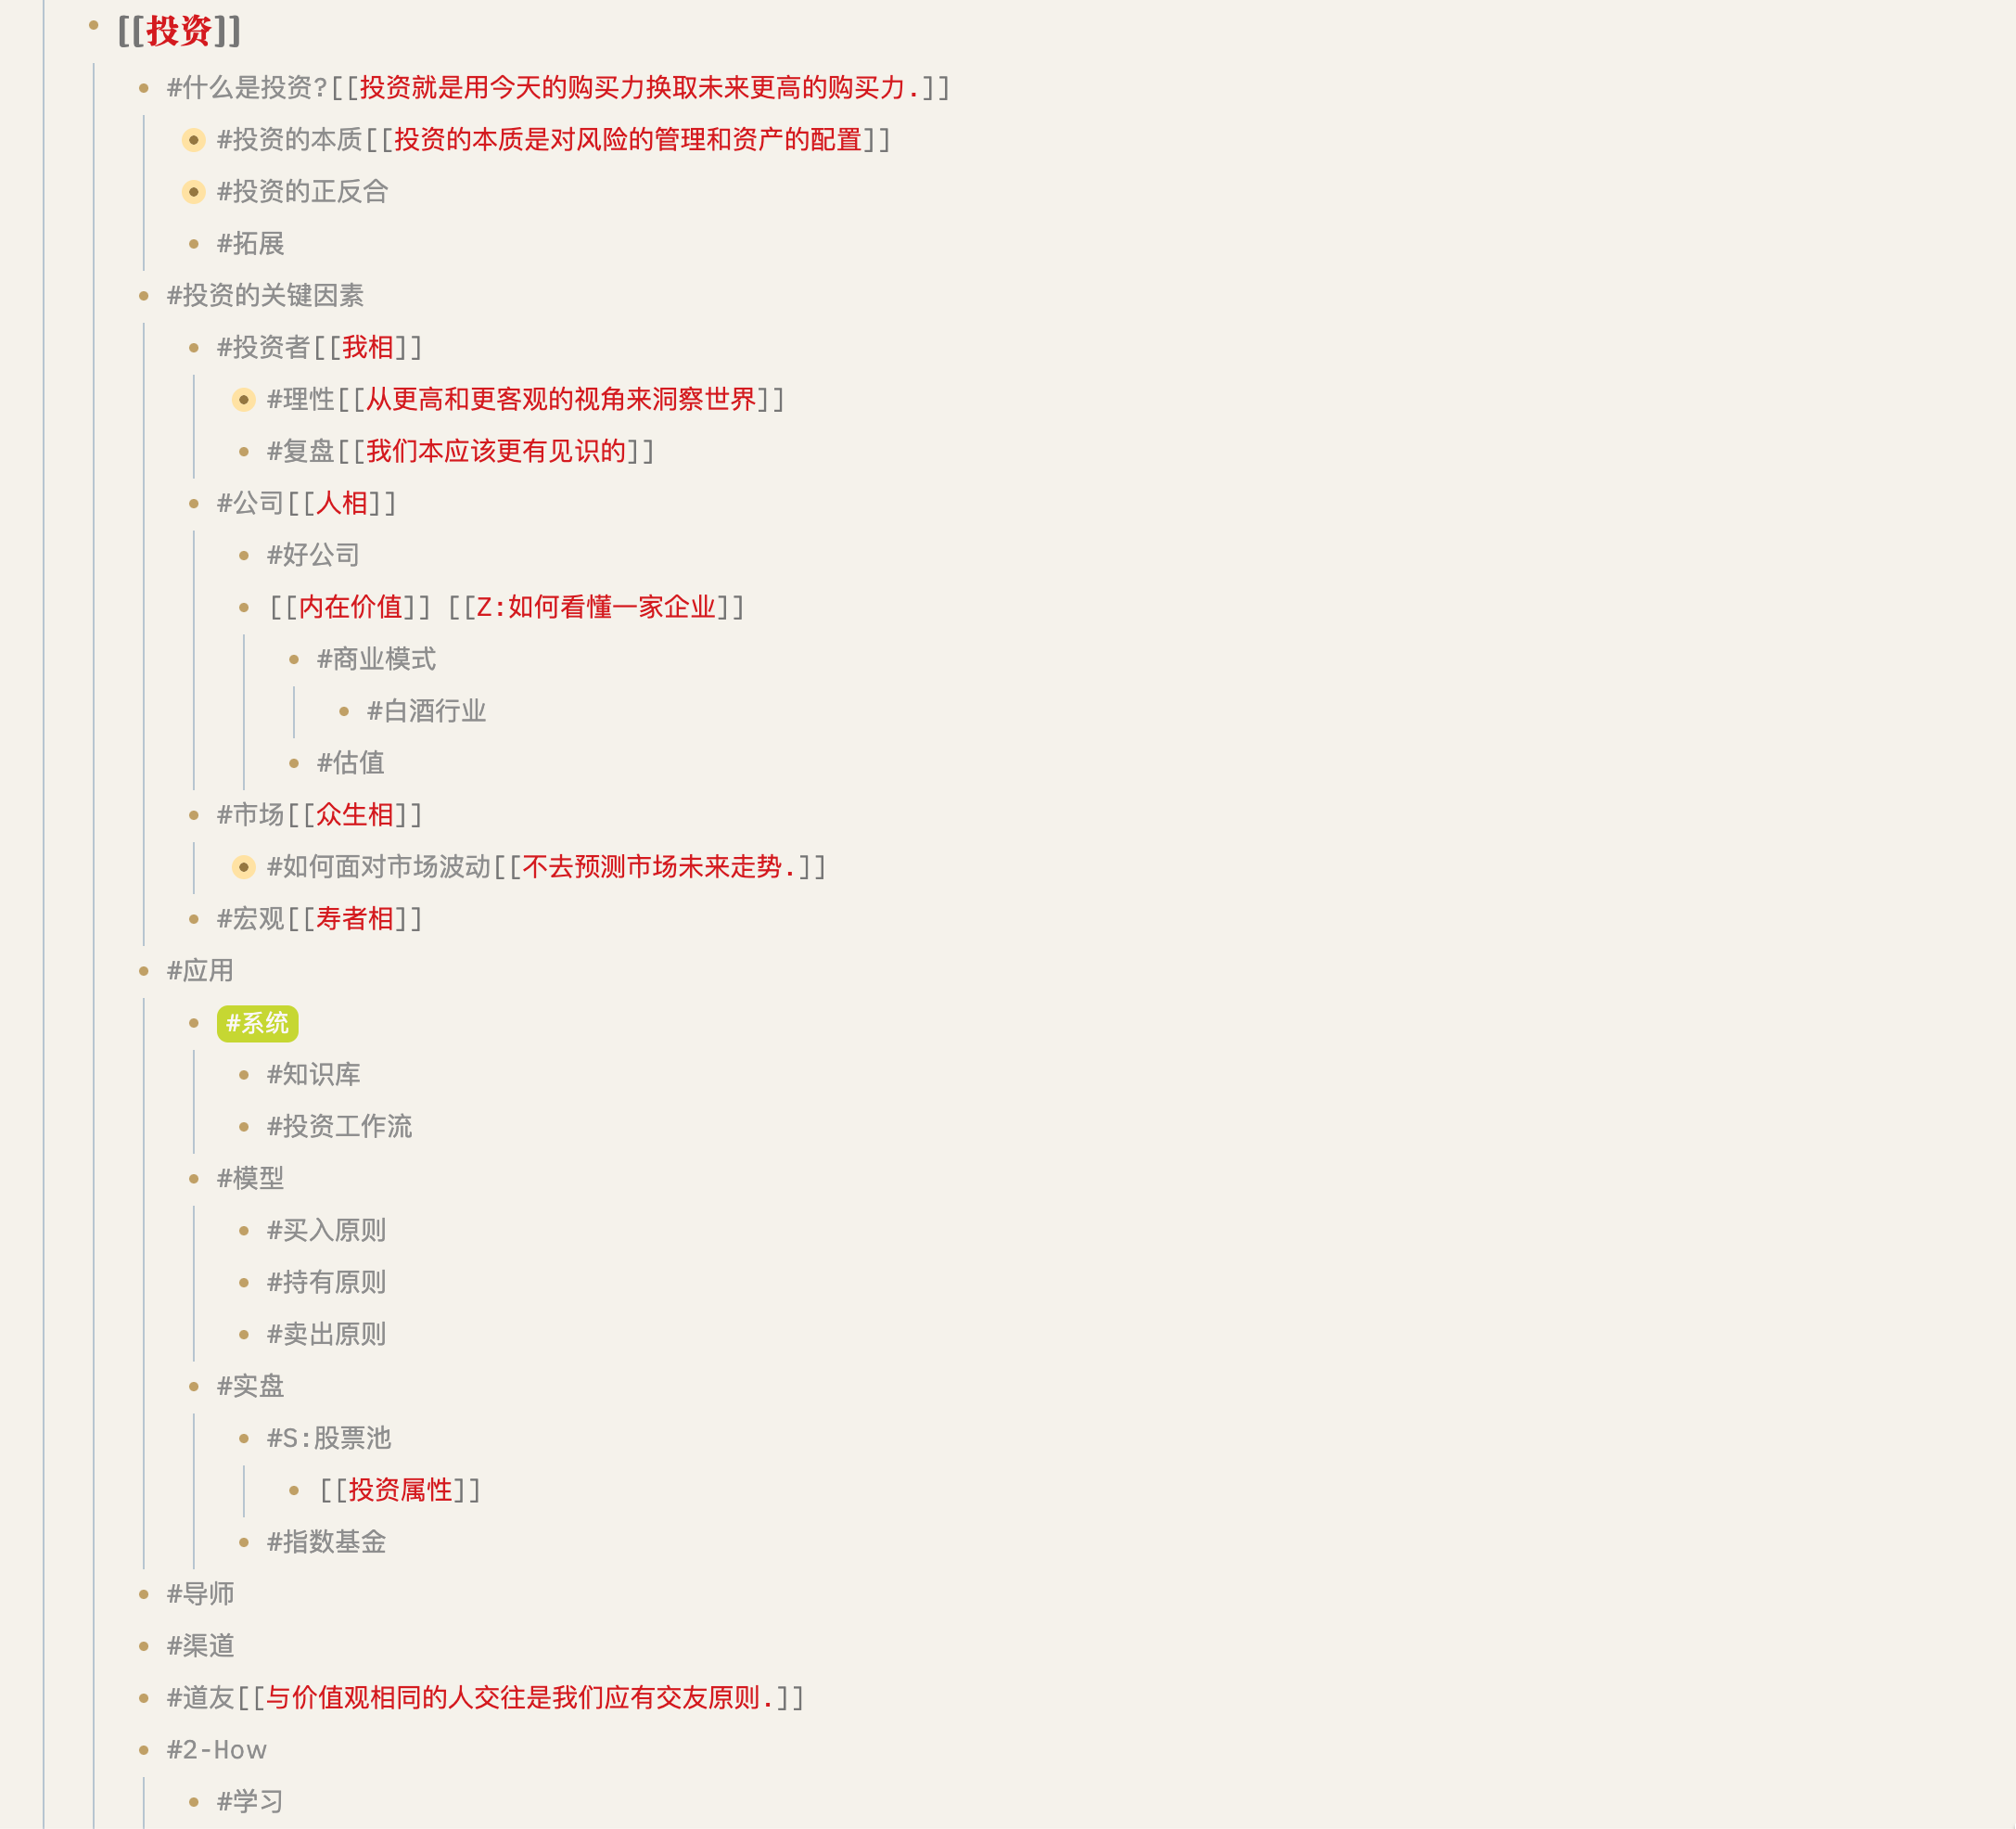 [[投资]]
#什么是投资?[[投资就是用今天的购买力换取未来更高的购买力.]]
#投资的本质[[投资的本质是对风险的管理和资产的配置]]
#投资的正反合
#拓展
#投资的关键因素
#投资者[[我相]]
#理性[[从更高和更客观的视角来洞察世界]]
#复盘[[我们本应该更有见识的]]
#公司[[人相]]
#好公司
[[内在价值]] [[Z:如何看懂一家企业]]
#商业模式
#白酒行业
#估值
#市场[[众生相]]
#如何面对市场波动[[不去预测市场未来走势.]]
#宏观[[寿者相]]
#应用
#系统
#知识库
#投资工作流
#模型
#买入原则
#持有原则
#卖出原则
#实盘
#S:股票池
[[投资属性]]
#指数基金
#导师
#渠道
#道友[[与价值观相同的人交往是我们应有交友原则.]]
#2-How
#学习